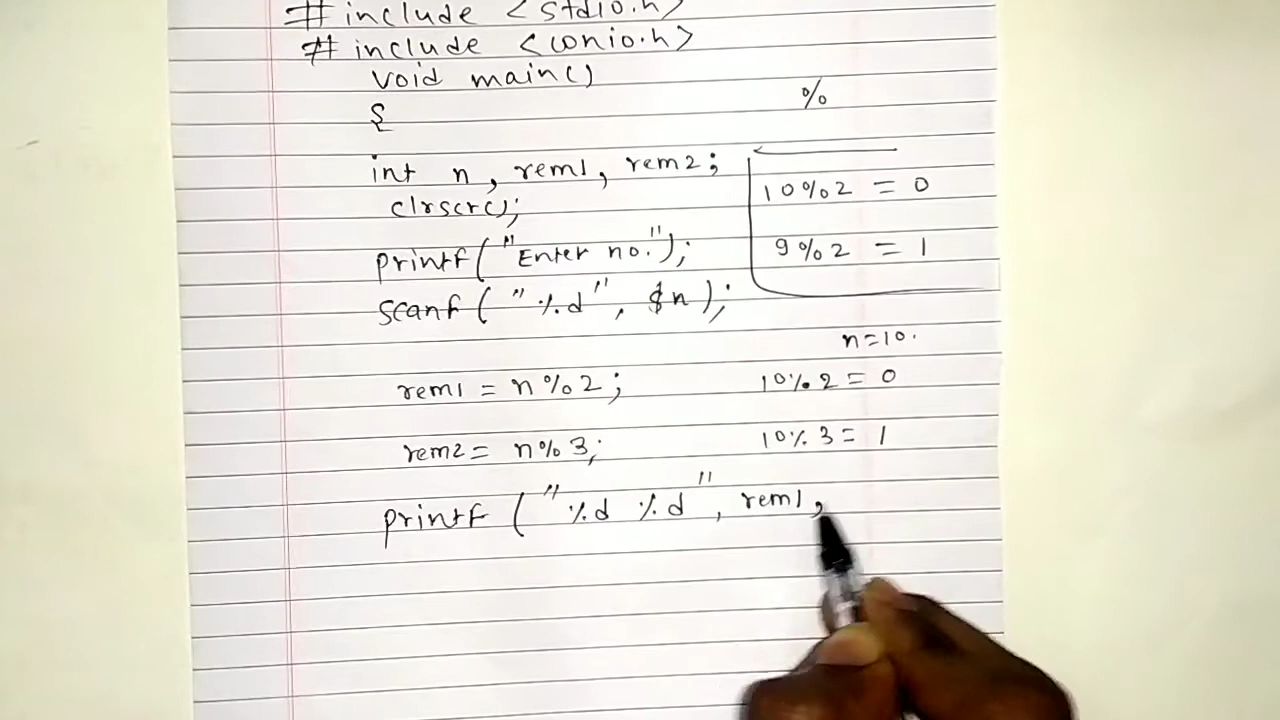 # include <stdio.h>
# include <conio.h>
void main()
{
%
int n, rem1, rem2;
clrscr();
printf("Enter no.");
scanf("%d", $n);
10%2 = 0
9%2 = 1
n=10.
rem1 = n%2;
10%2 = 0
rem2 = n%3;
10%3 = 1
printf("%d %d", rem1,